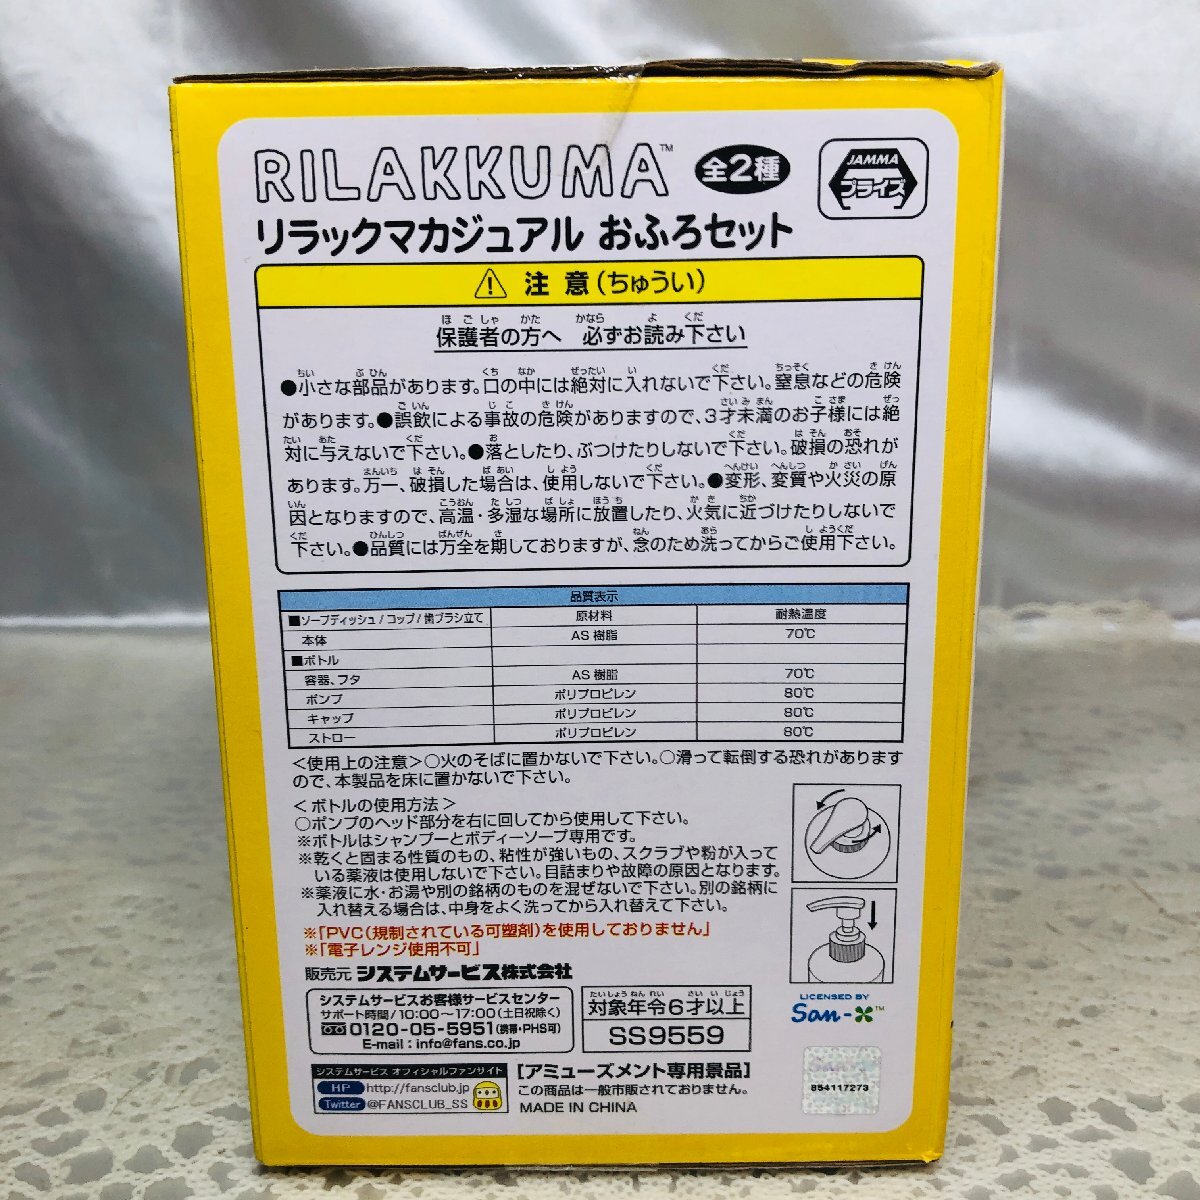 RILAKKUMA™ 全2種
JAMMA
プライズ
リラックマカジュアル おふろセット
⚠ 注意(ちゅうい)
保護者の方へ 必ずお読み下さい
●小さな部品があります。口の中には絶対に入れないで下さい。窒息などの危険
があります。●誤飲による事故の危険がありますので、3才未満のお子様には絶
対に与えないで下さい。●落としたり、ぶつけたりしないで下さい。破損の恐れが
あります。万一、破損した場合は、使用しないで下さい。●変形、変質や火災の原
因となりますので、高温・多湿な場所に放置したり、火気に近づけたりしないで
下さい。●品質には万全を期しておりますが、念のため洗ってからご使用下さい。
品質表示
■ソープディッシュ/コップ/歯ブラシ立て 原材料 耐熱温度
本体 AS樹脂 70℃
■ボトル
容器、フタ AS樹脂 70℃
ポンプ ポリプロピレン 80℃
キャップ ポリプロピレン 80℃
ストロー ポリプロピレン 80℃
<使用上の注意>○火のそばに置かないで下さい。○滑って転倒する恐れがあります
ので、本製品を床に置かないで下さい。
<ボトルの使用方法>
○ポンプのヘッド部分を右に回してから使用して下さい。
※ボトルはシャンプーとボディーソープ専用です。
※乾くと固まる性質のもの、粘性が強いもの、スクラブや粉が入って
いる薬液は使用しないで下さい。目詰まりや故障の原因となります。
※薬液に水・お湯や別の銘柄のものを混ぜないで下さい。別の銘柄に
入れ替える場合は、中身をよく洗ってから入れ替えて下さい。
※「PVC(規制されている可塑剤)を使用しておりません」
※「電子レンジ使用不可」
販売元 システムサービス株式会社
システムサービスお客様サービスセンター
サポート時間/10:00〜17:00(土日祝除く)
0120-05-5951(携帯・PHS可)
E-mail:info@fans.co.jp
対象年令6才以上
SS9559
LICENSED BY
San-X
システムサービス オフィシャルファンサイト
HP http://fansclub.jp
Twitter @FANSCLUB_SS
【アミューズメント専用景品】
この商品は一般市販されておりません。
MADE IN CHINA
854117273